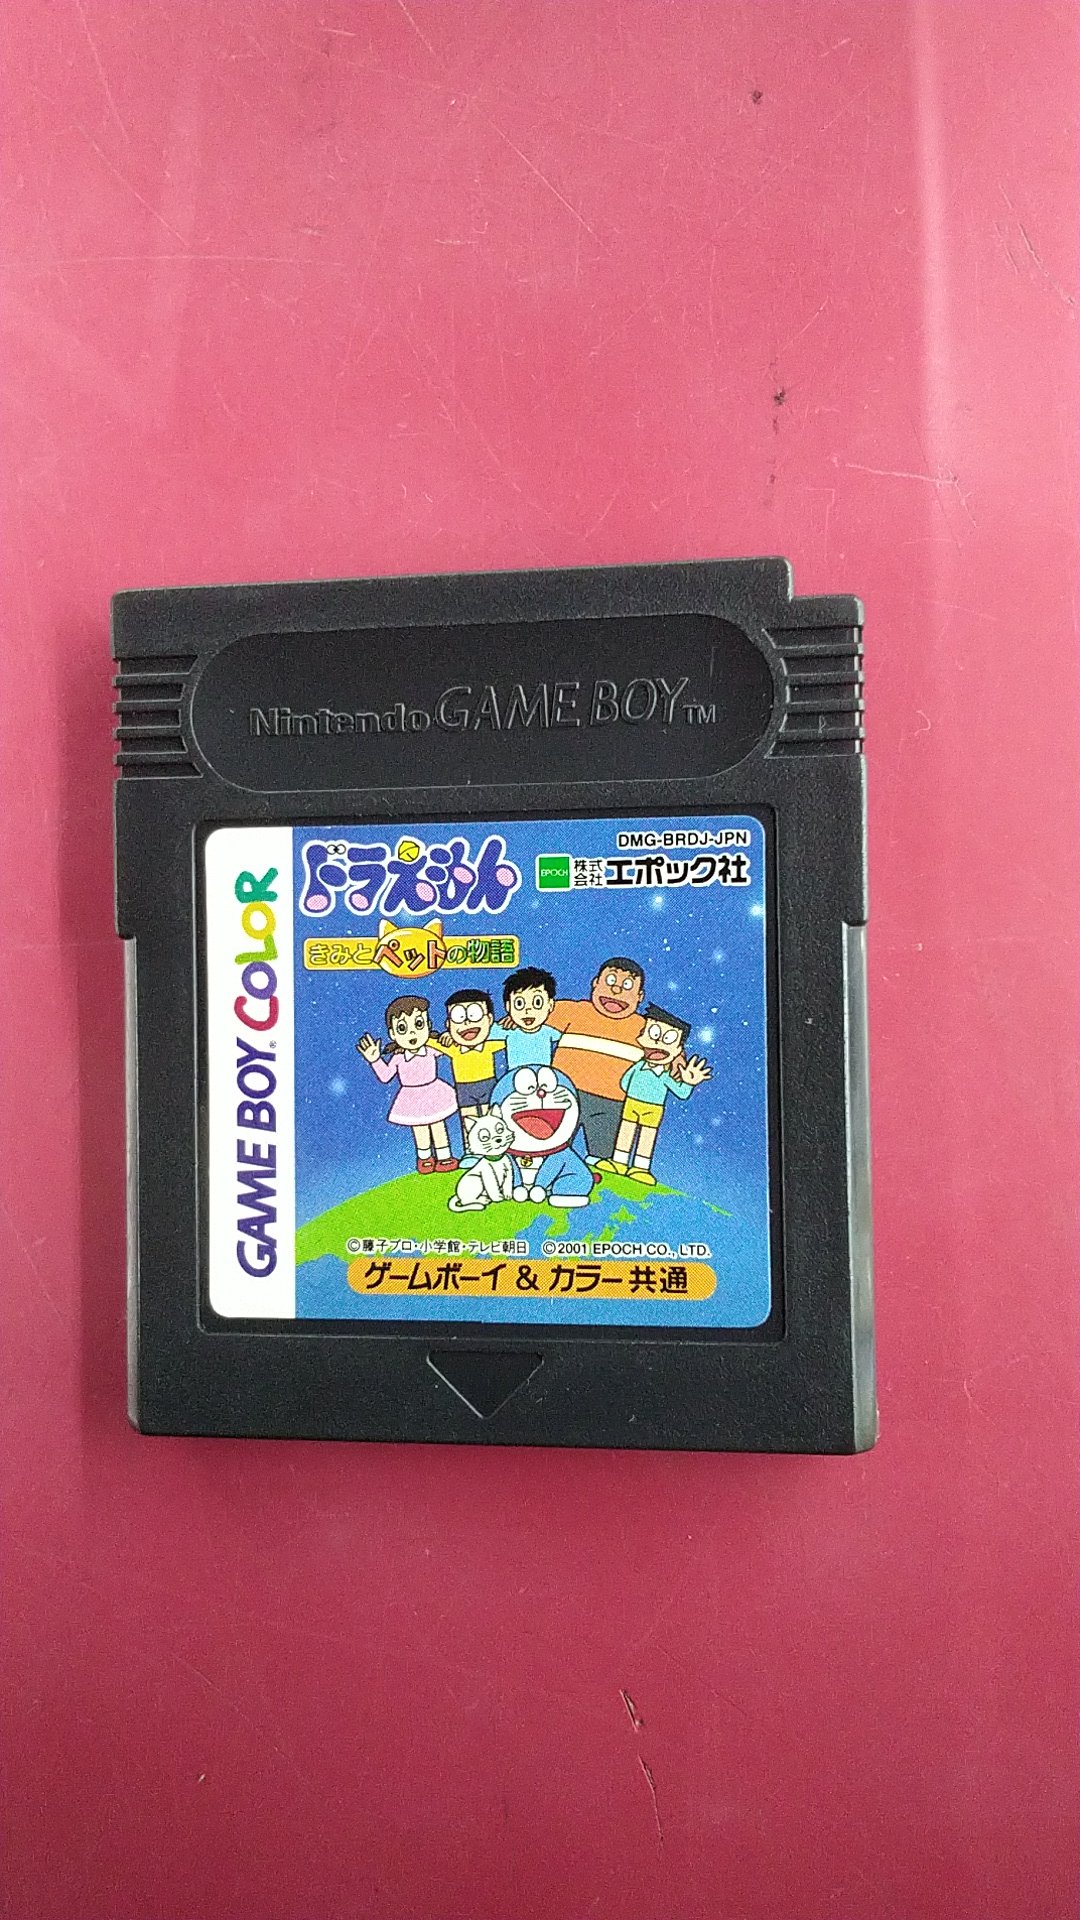 Nintendo GAME BOY TM
GAME BOY® COLOR
ドラえもん
きみとペットの物語
DMG-BRDJ-JPN
EPOCH 株式会社 エポック社
©藤子プロ・小学館・テレビ朝日 ©2001 EPOCH CO., LTD.
ゲームボーイ & カラー共通